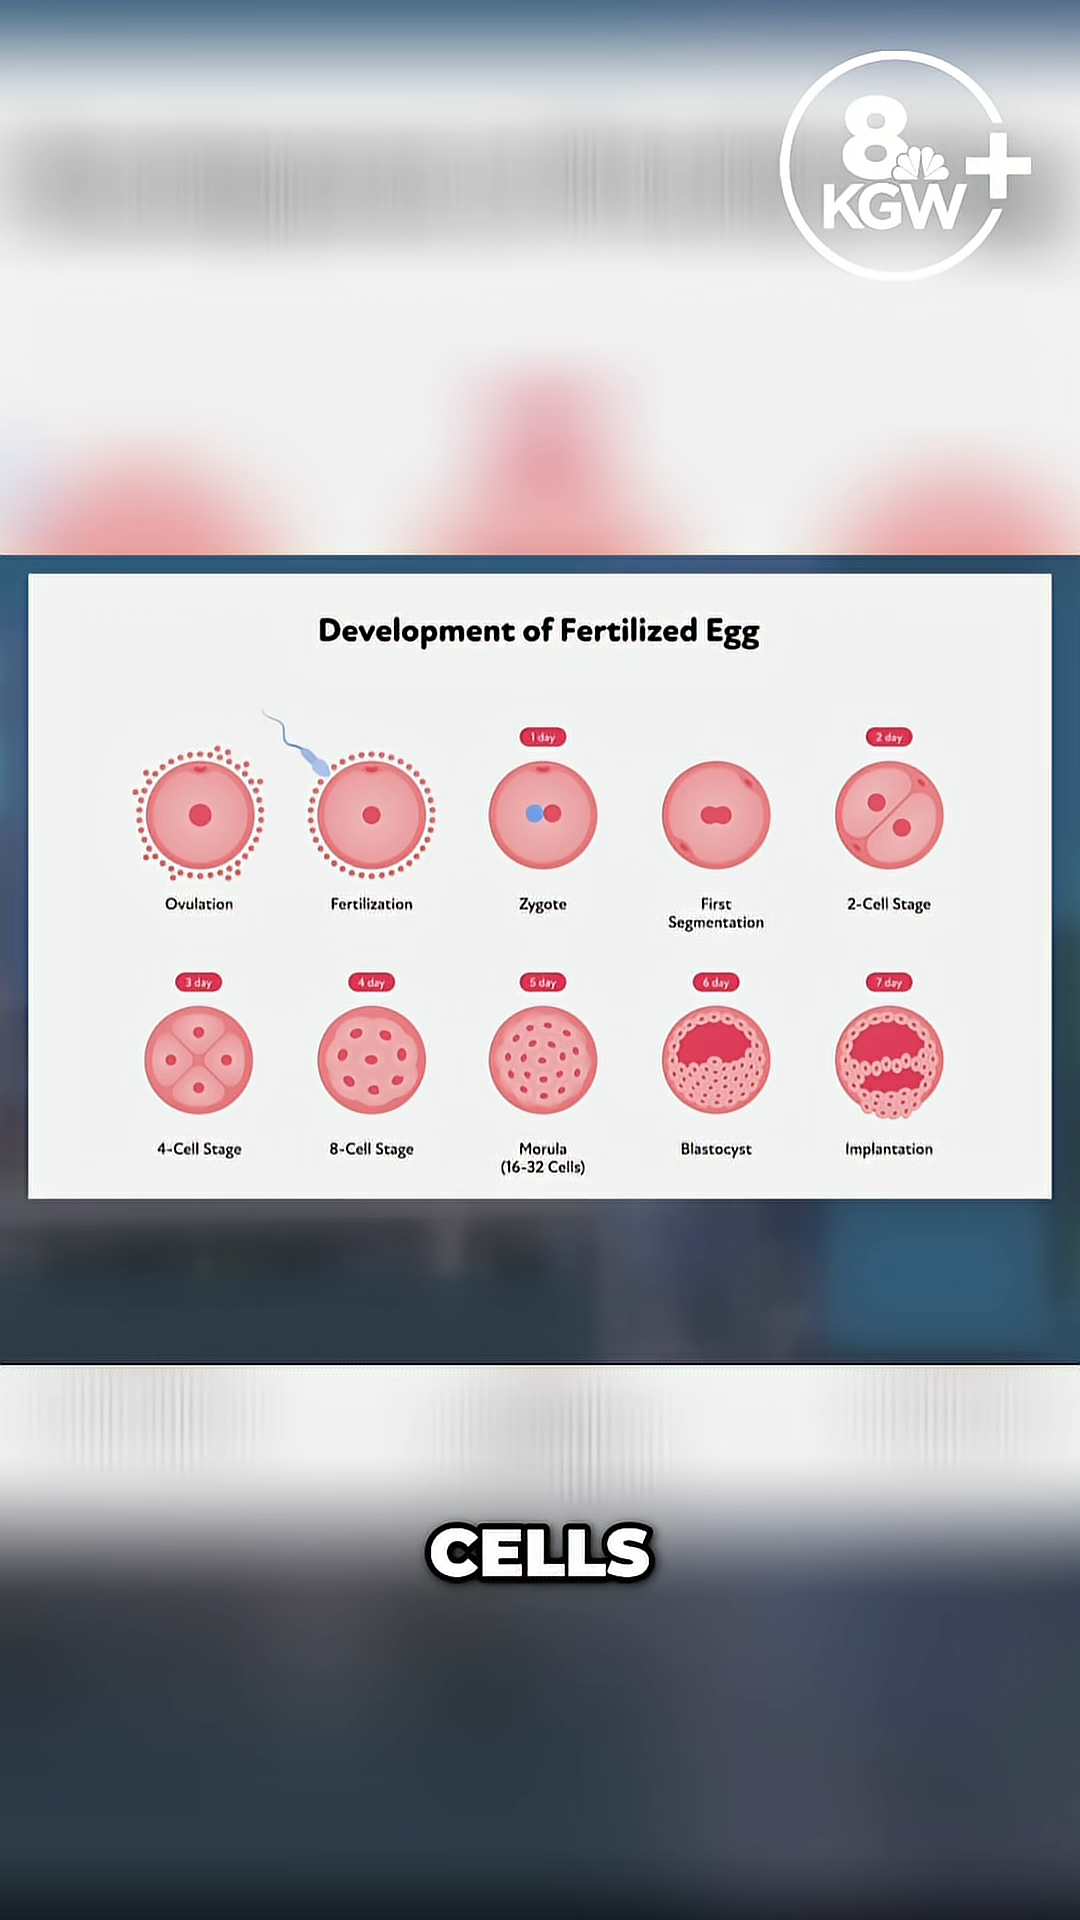 8
KGW+
Development of Fertilized Egg
1 day
2 day
Ovulation
Fertilization
Zygote
First
Segmentation
2-Cell Stage
3 day
4 day
5 day
6 day
7 day
4-Cell Stage
8-Cell Stage
Morula
(16-32 Cells)
Blastocyst
Implantation
CELLS